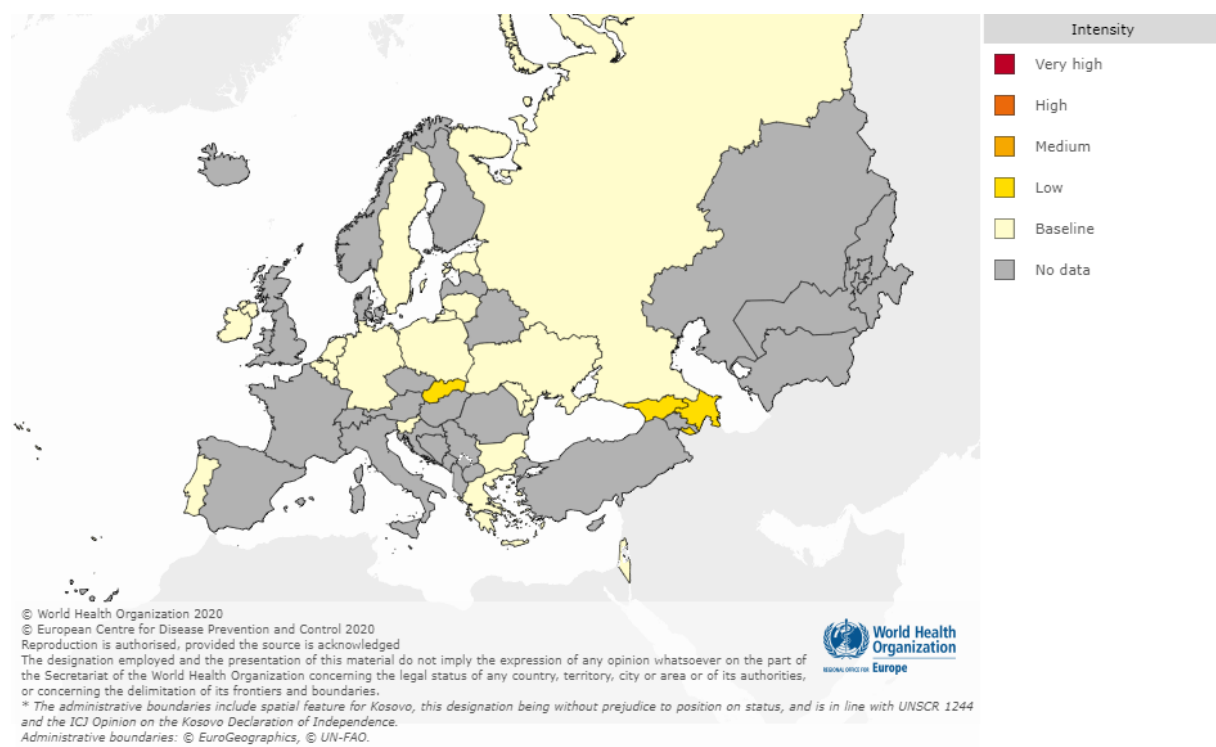 Intensity
Very high
High
Medium
Low
Baseline
No data
© World Health Organization 2020
© European Centre for Disease Prevention and Control 2020
Reproduction is authorised, provided the source is acknowledged
The designation employed and the presentation of this material do not imply the expression of any opinion whatsoever on the part of
the Secretariat of the World Health Organization concerning the legal status of any country, territory, city or area or of its authorities,
or concerning the delimitation of its frontiers and boundaries.
* The administrative boundaries include spatial feature for Kosovo, this designation being without prejudice to position on status, and is in line with UNSCR 1244
and the ICJ Opinion on the Kosovo Declaration of Independence.
Administrative boundaries: © EuroGeographics, © UN-FAO.
World Health
Organization
REGIONAL OFFICE FOR Europe